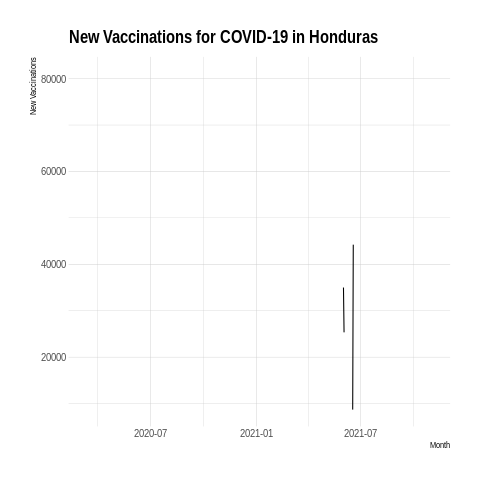 New Vaccinations for COVID-19 in Honduras
New Vaccinations
80000
60000
40000
20000
2020-07
2021-01
2021-07
Month